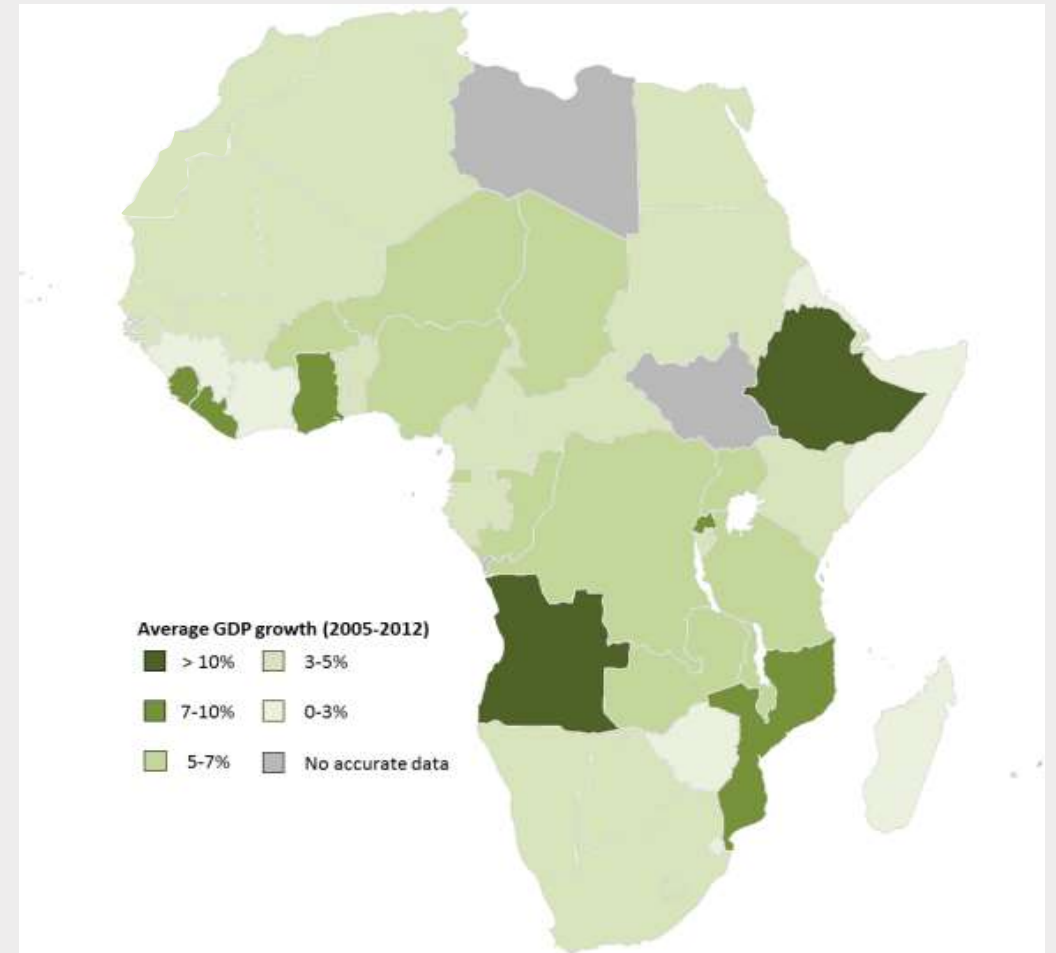 Average GDP growth (2005-2012)
> 10% 3-5%
7-10% 0-3%
5-7% No accurate data